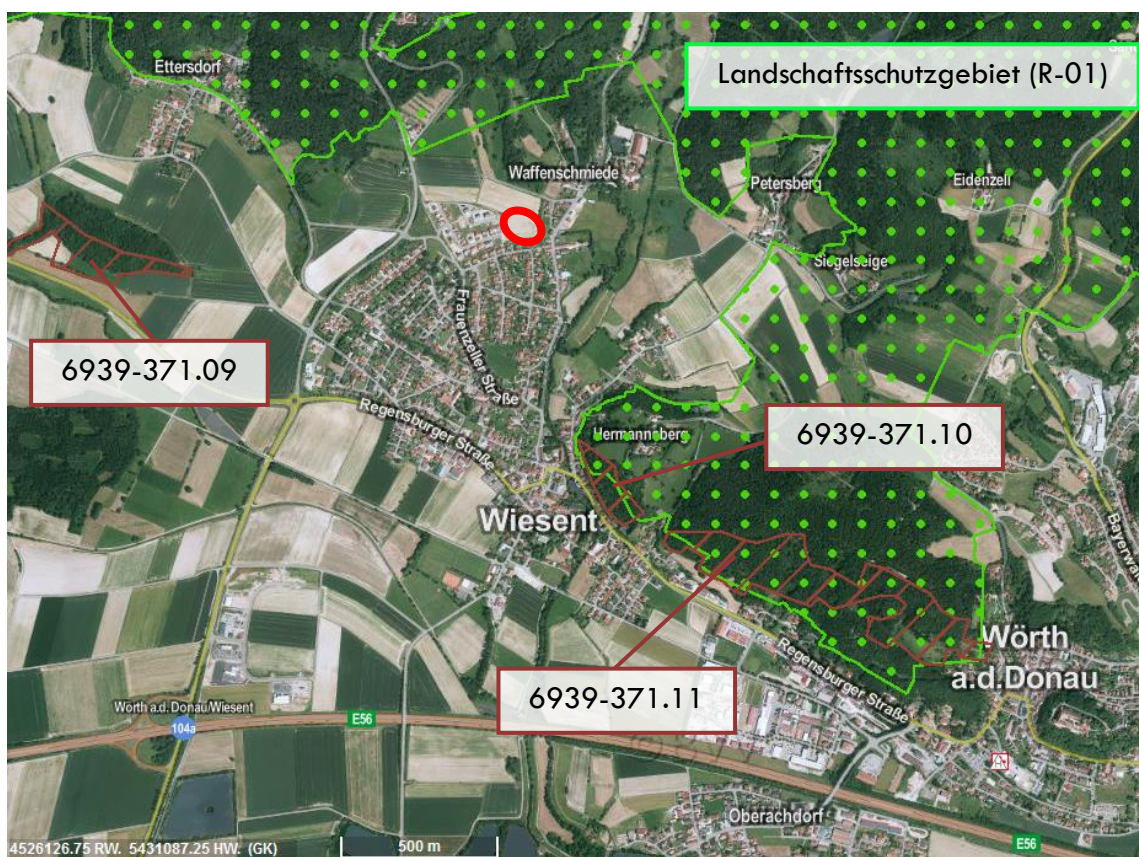 Ettersdorf
Landschaftsschutzgebiet (R-01)
Waffenschmiede
Petersberg
Eidenzell
Siegelseige
6939-371.09
Frauenzeller Straße
Regensburger Straße
Hermannsberg
6939-371.10
Wiesent
6939-371.11
Regensburger Straße
Wörth
a.d.Donau
Wörth a.d. Donau/Wiesent
104a
E56
Oberachdorf
E56
4526126.75 RW. 5431087.25 HW. (GK)
500 m